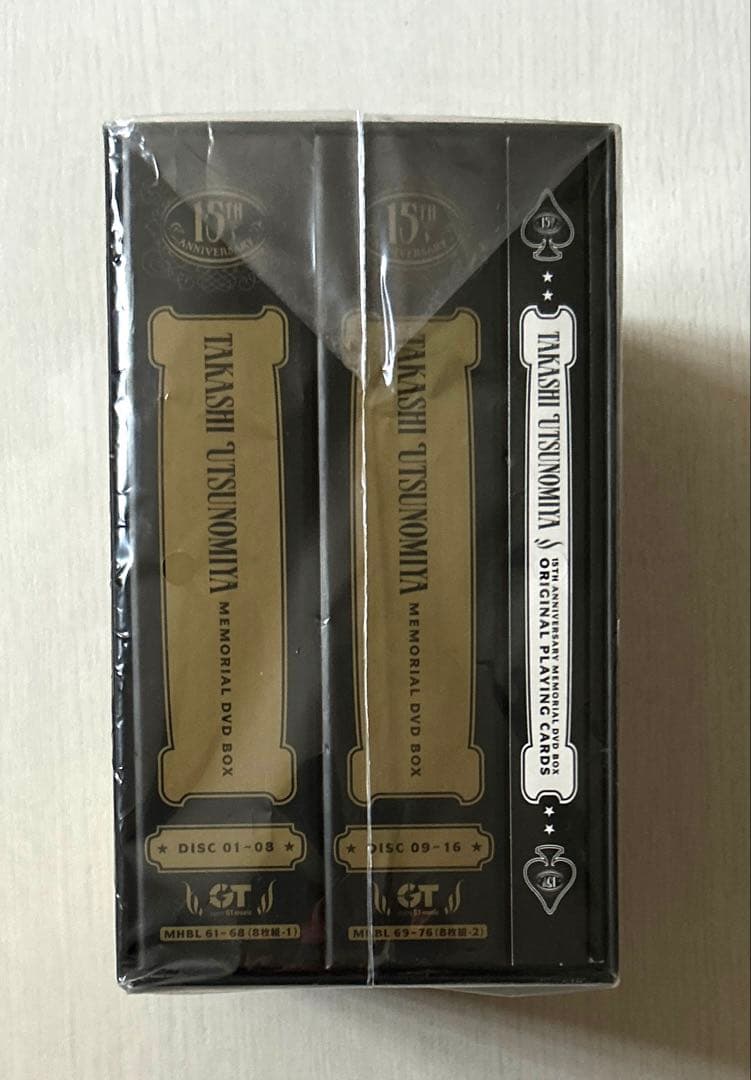 15TH
ANNIVERSARY
TAKASHI UTSUNOMIYA
MEMORIAL DVD BOX
DISC 01-08
GT
MHBL 61-68(8枚組-1)
15TH
ANNIVERSARY
TAKASHI UTSUNOMIYA
MEMORIAL DVD BOX
DISC 09-16
GT
MHBL 69-76(8枚組-2)
15
TAKASHI UTSUNOMIYA
15TH ANNIVERSARY MEMORIAL DVD BOX
ORIGINAL PLAYING CARDS
15